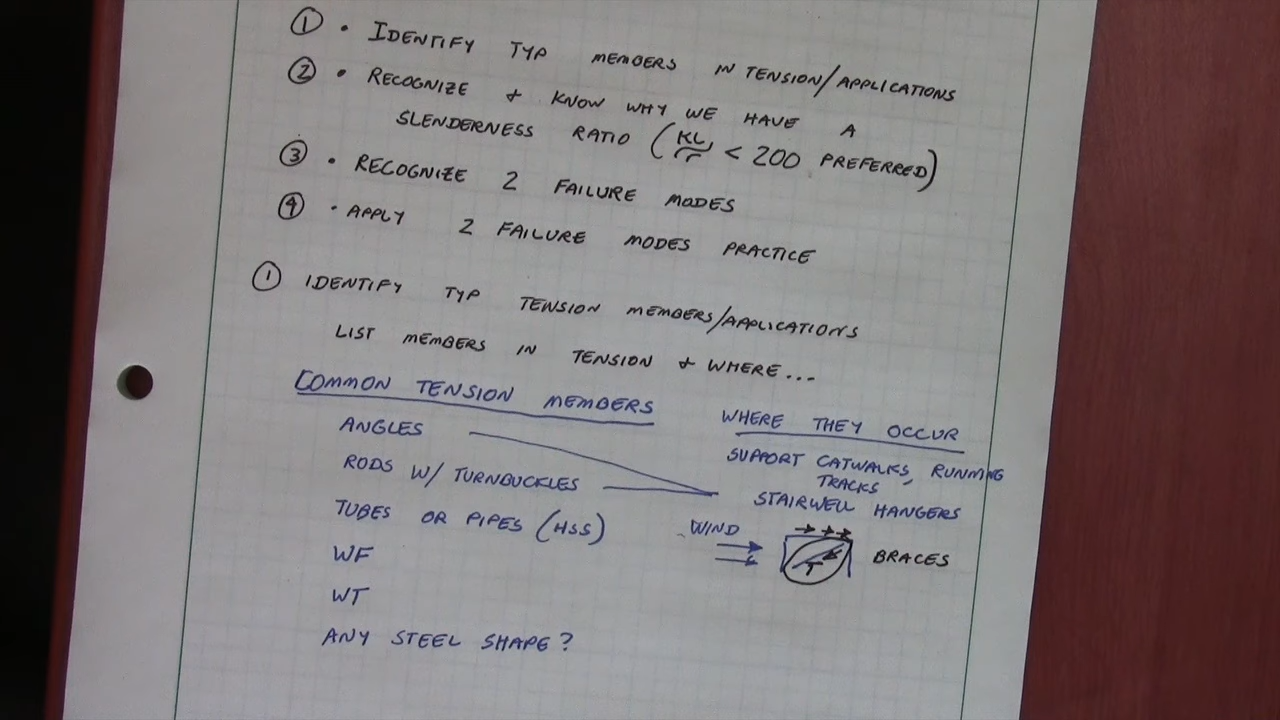 ① • IDENTIFY TYP MEMBERS IN TENSION/APPLICATIONS
② • RECOGNIZE & KNOW WHY WE HAVE A
SLENDERNESS RATIO (KL/r < 200 PREFERRED)
③ • RECOGNIZE 2 FAILURE MODES
④ • APPLY 2 FAILURE MODES PRACTICE
① IDENTIFY TYP TENSION MEMBERS/APPLICATIONS
LIST MEMBERS IN TENSION & WHERE...
COMMON TENSION MEMBERS
ANGLES
RODS W/ TURNBUCKLES
TUBES OR PIPES (HSS)
WF
WT
ANY STEEL SHAPE?
WHERE THEY OCCUR
SUPPORT CATWALKS, RUNNING
TRACKS
STAIRWELL HANGERS
WIND
T
BRACES